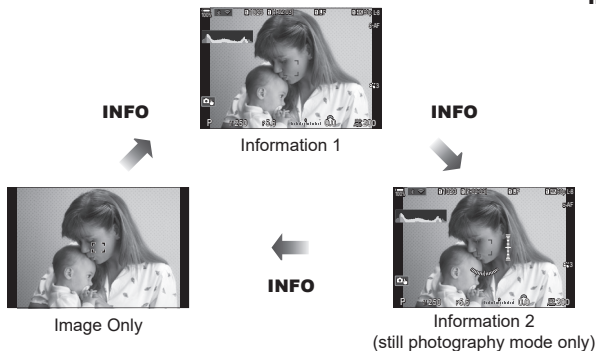 INFO
INFO
Information 1
P
Image Only
INFO
P
Information 2
(still photography mode only)